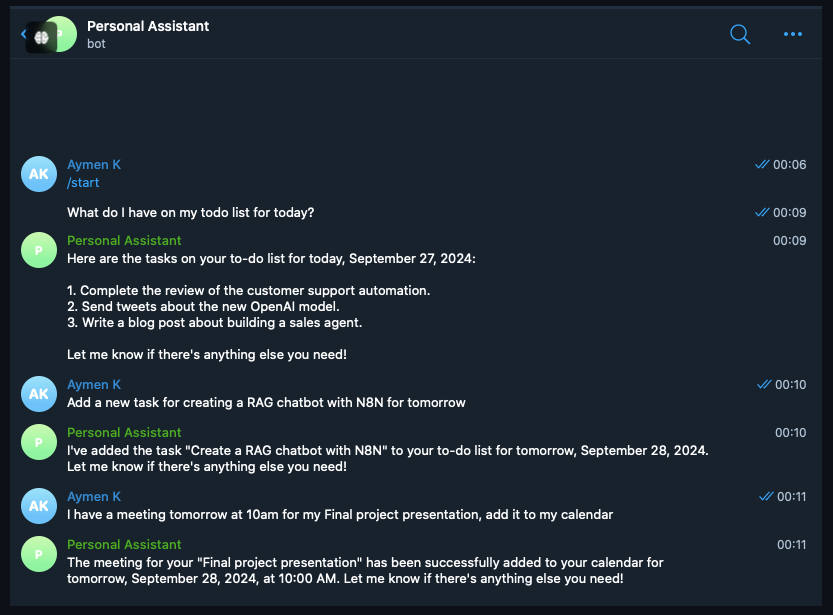 P
Personal Assistant
bot
Aymen K
00:06
AK
/start
What do I have on my todo list for today?
00:09
Personal Assistant
00:09
P
Here are the tasks on your to-do list for today, September 27, 2024:
1. Complete the review of the customer support automation.
2. Send tweets about the new OpenAI model.
3. Write a blog post about building a sales agent.
Let me know if there's anything else you need!
Aymen K
00:10
AK
Add a new task for creating a RAG chatbot with N8N for tomorrow
Personal Assistant
00:10
P
I've added the task "Create a RAG chatbot with N8N" to your to-do list for tomorrow, September 28, 2024.
Let me know if there's anything else you need!
Aymen K
00:11
AK
I have a meeting tomorrow at 10am for my Final project presentation, add it to my calendar
Personal Assistant
00:11
P
The meeting for your "Final project presentation" has been successfully added to your calendar for
tomorrow, September 28, 2024, at 10:00 AM. Let me know if there's anything else you need!